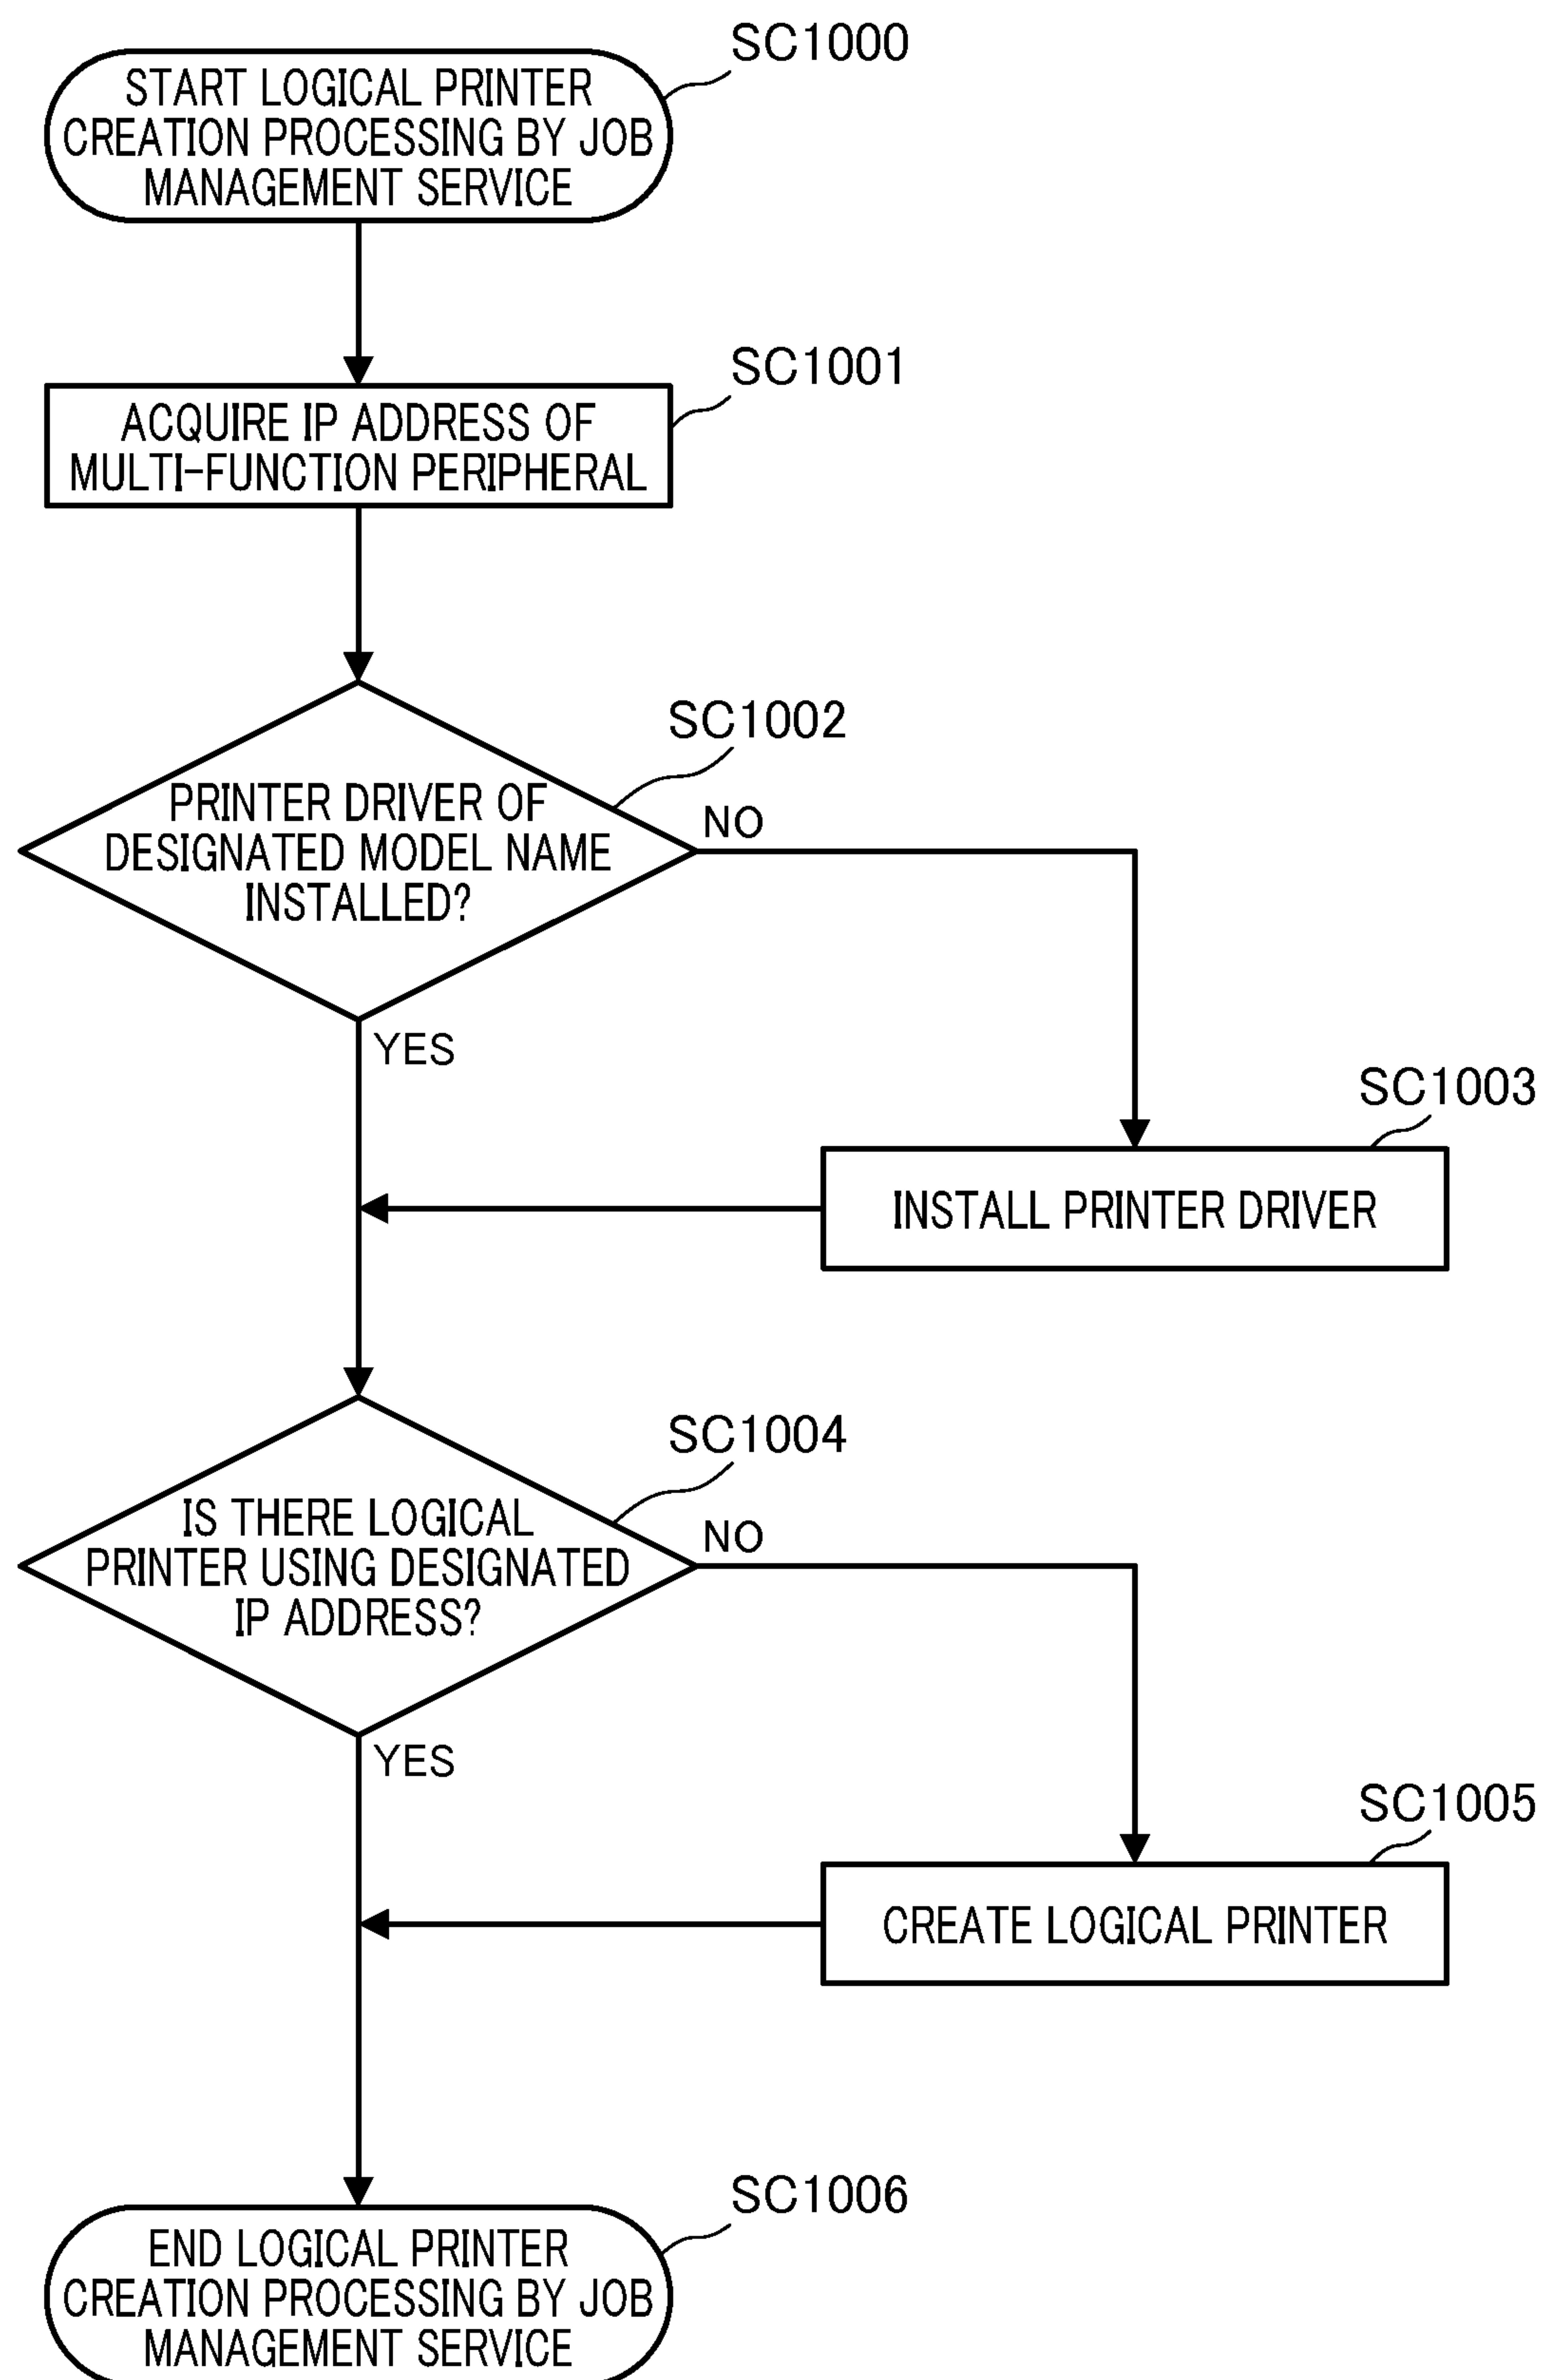 SC1000
START LOGICAL PRINTER
CREATION PROCESSING BY JOB
MANAGEMENT SERVICE
SC1001
ACQUIRE IP ADDRESS OF
MULTI-FUNCTION PERIPHERAL
SC1002
PRINTER DRIVER OF
DESIGNATED MODEL NAME
INSTALLED?
NO
YES
SC1003
INSTALL PRINTER DRIVER
SC1004
IS THERE LOGICAL
PRINTER USING DESIGNATED
IP ADDRESS?
NO
YES
SC1005
CREATE LOGICAL PRINTER
SC1006
END LOGICAL PRINTER
CREATION PROCESSING BY JOB
MANAGEMENT SERVICE